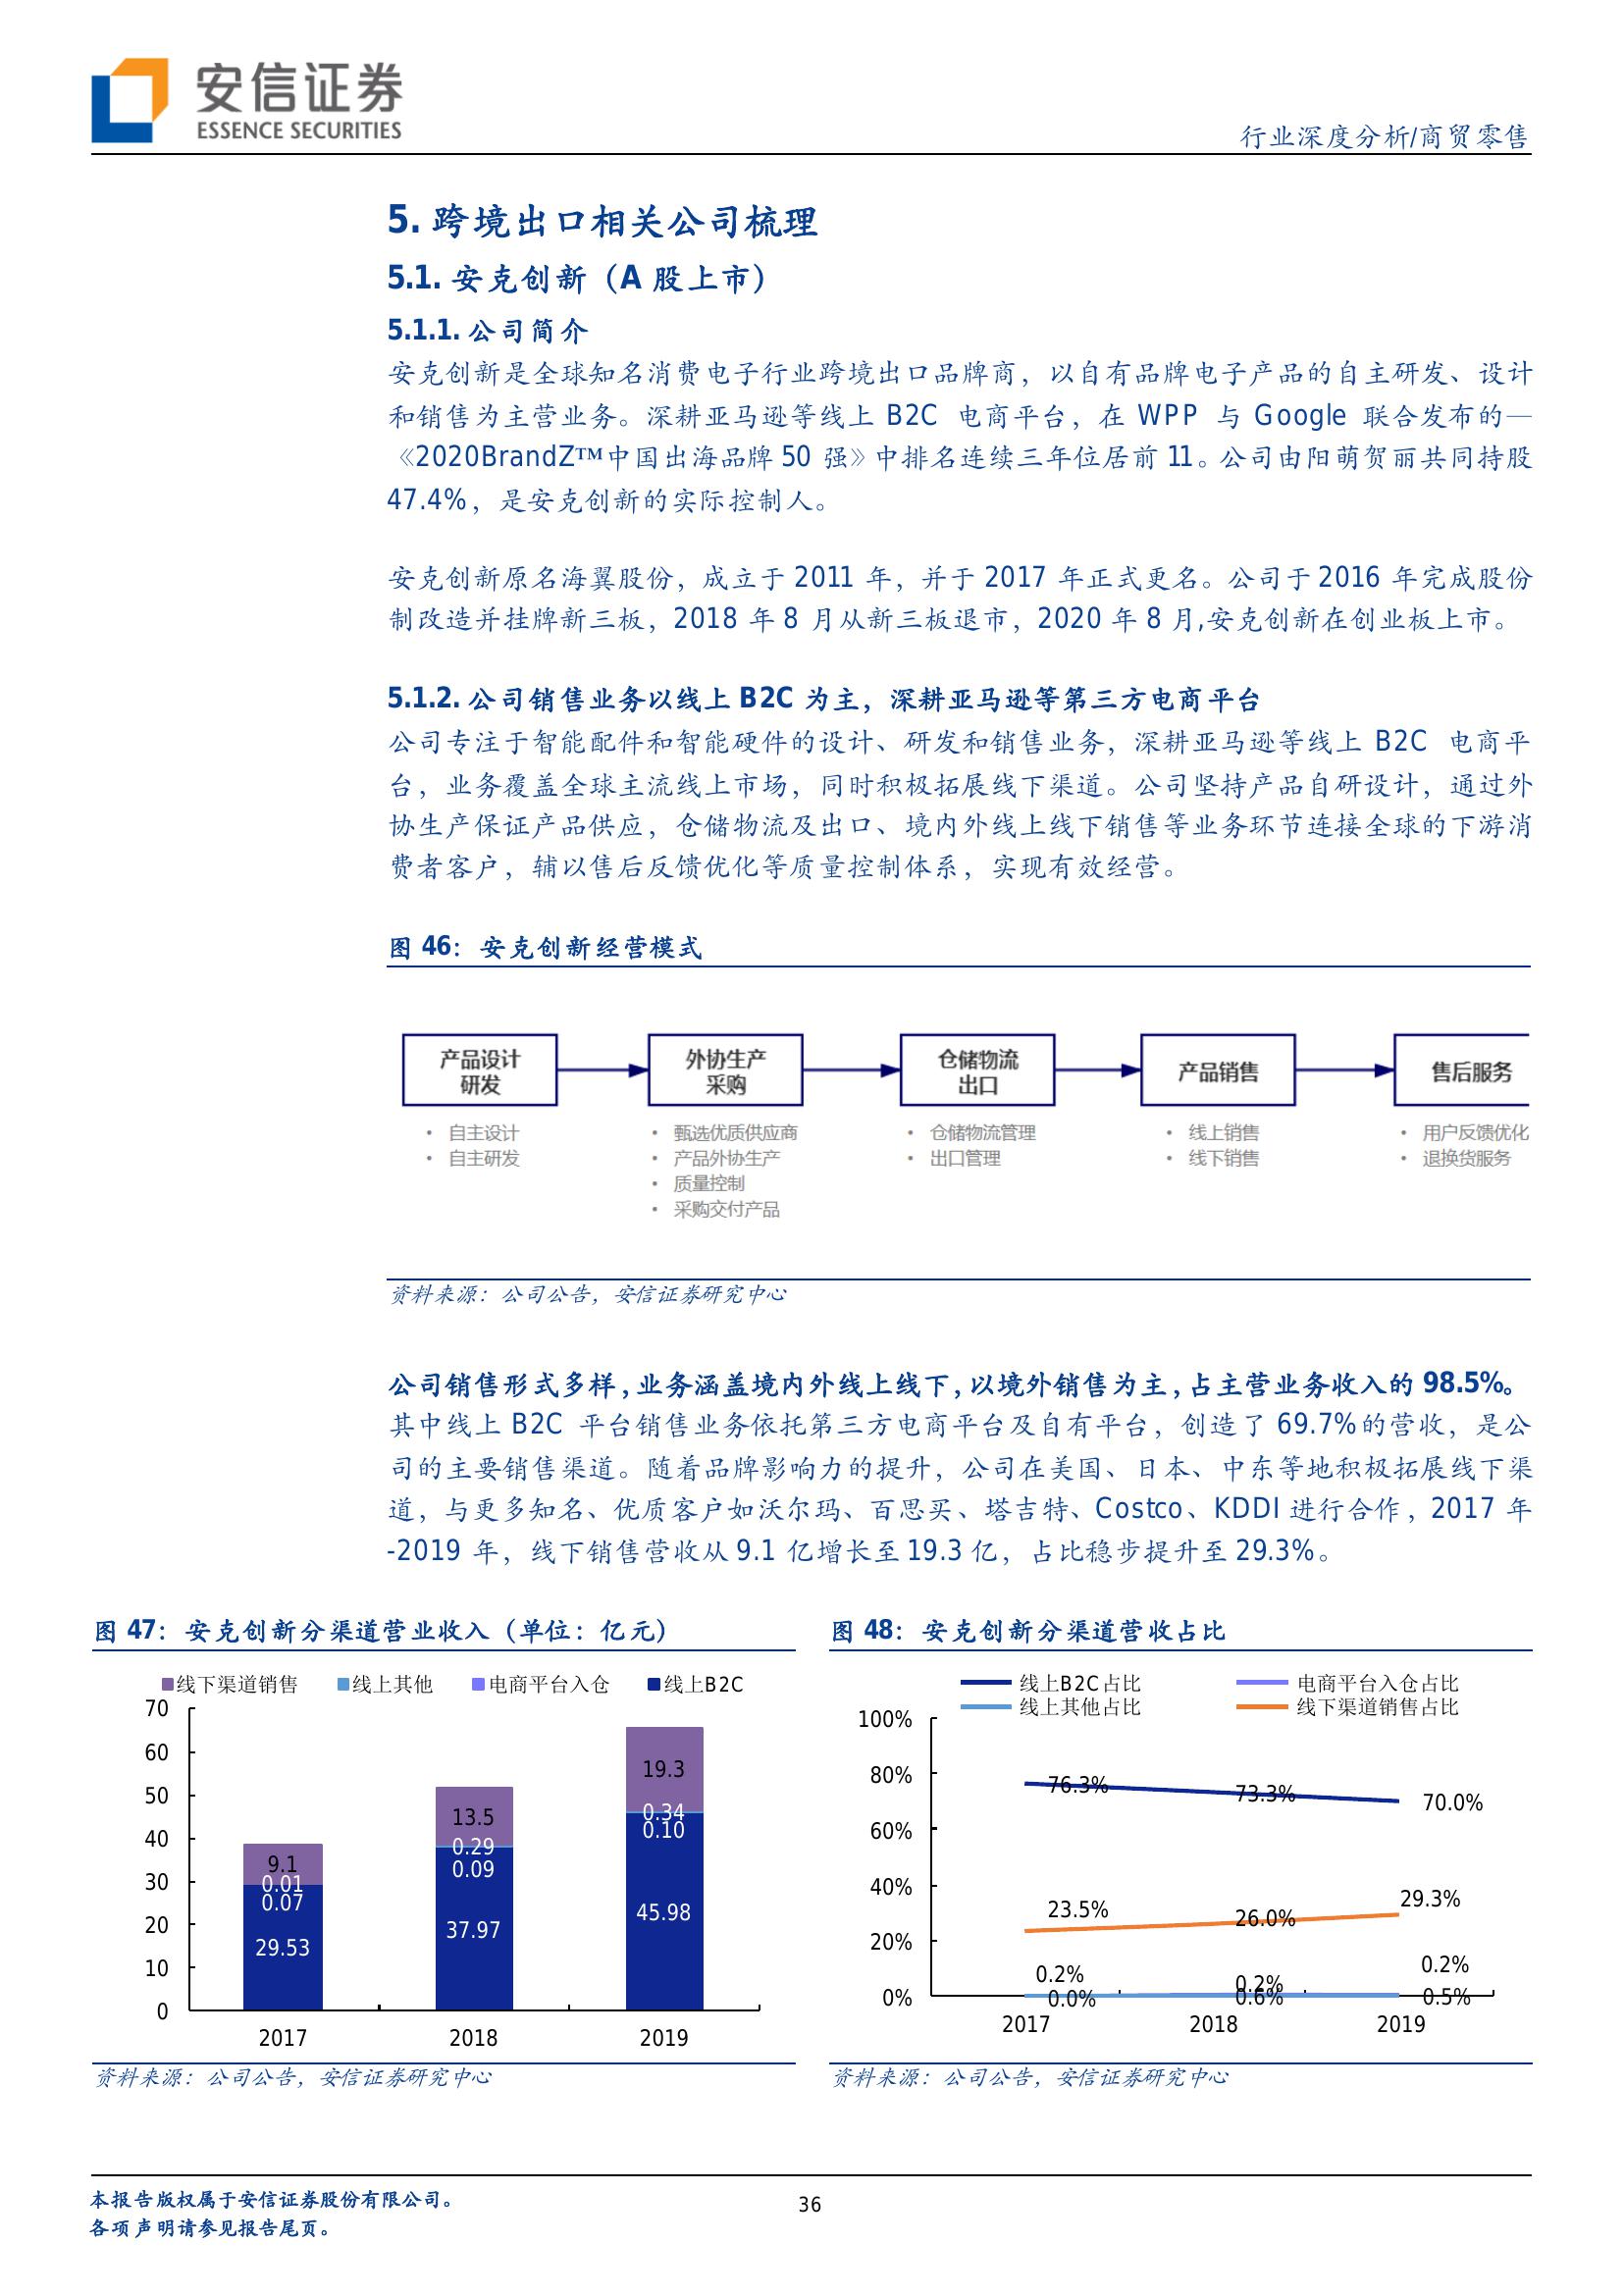 安信证券
ESSENCE SECURITIES
行业深度分析/商贸零售
5. 跨境出口相关公司梳理
5.1. 安克创新（A 股上市）
5.1.1. 公司简介
安克创新是全球知名消费电子行业跨境出口品牌商，以自有品牌电子产品的自主研发、设计
和销售为主营业务。深耕亚马逊等线上 B2C 电商平台，在 WPP 与 Google 联合发布的—
《2020BrandZ™中国出海品牌 50 强》中排名连续三年位居前 11。公司由阳萌贺丽共同持股
47.4%，是安克创新的实际控制人。
安克创新原名海翼股份，成立于 2011 年，并于 2017 年正式更名。公司于 2016 年完成股份
制改造并挂牌新三板，2018 年 8 月从新三板退市，2020 年 8 月,安克创新在创业板上市。
5.1.2. 公司销售业务以线上 B2C 为主，深耕亚马逊等第三方电商平台
公司专注于智能配件和智能硬件的设计、研发和销售业务，深耕亚马逊等线上 B2C 电商平
台，业务覆盖全球主流线上市场，同时积极拓展线下渠道。公司坚持产品自研设计，通过外
协生产保证产品供应，仓储物流及出口、境内外线上线下销售等业务环节连接全球的下游消
费者客户，辅以售后反馈优化等质量控制体系，实现有效经营。
图 46：安克创新经营模式
产品设计
研发
外协生产
采购
仓储物流
出口
产品销售
售后服务
• 自主设计
• 自主研发
• 甄选优质供应商
• 产品外协生产
• 质量控制
• 采购交付产品
• 仓储物流管理
• 出口管理
• 线上销售
• 线下销售
• 用户反馈优化
• 退换货服务
资料来源：公司公告，安信证券研究中心
公司销售形式多样,业务涵盖境内外线上线下,以境外销售为主,占主营业务收入的 98.5%。
其中线上 B2C 平台销售业务依托第三方电商平台及自有平台，创造了 69.7%的营收，是公
司的主要销售渠道。随着品牌影响力的提升，公司在美国、日本、中东等地积极拓展线下渠
道，与更多知名、优质客户如沃尔玛、百思买、塔吉特、Costco、KDDI 进行合作，2017 年
-2019 年，线下销售营收从 9.1 亿增长至 19.3 亿，占比稳步提升至 29.3%。
图 47：安克创新分渠道营业收入（单位：亿元）
线下渠道销售 线上其他 电商平台入仓 线上B2C
70
60
50
40
30
20
10
0
9.1
0.01
0.07
29.53
13.5
0.29
0.09
37.97
19.3
0.34
0.10
45.98
2017 2018 2019
资料来源：公司公告，安信证券研究中心
图 48：安克创新分渠道营收占比
线上B2C占比 电商平台入仓占比
线上其他占比 线下渠道销售占比
100%
80%
60%
40%
20%
0%
76.3% 73.3% 70.0%
23.5% 26.0% 29.3%
0.2% 0.2% 0.2%
0.0% 0.6% 0.5%
2017 2018 2019
资料来源：公司公告，安信证券研究中心
本报告版权属于安信证券股份有限公司。
各项声明请参见报告尾页。
36